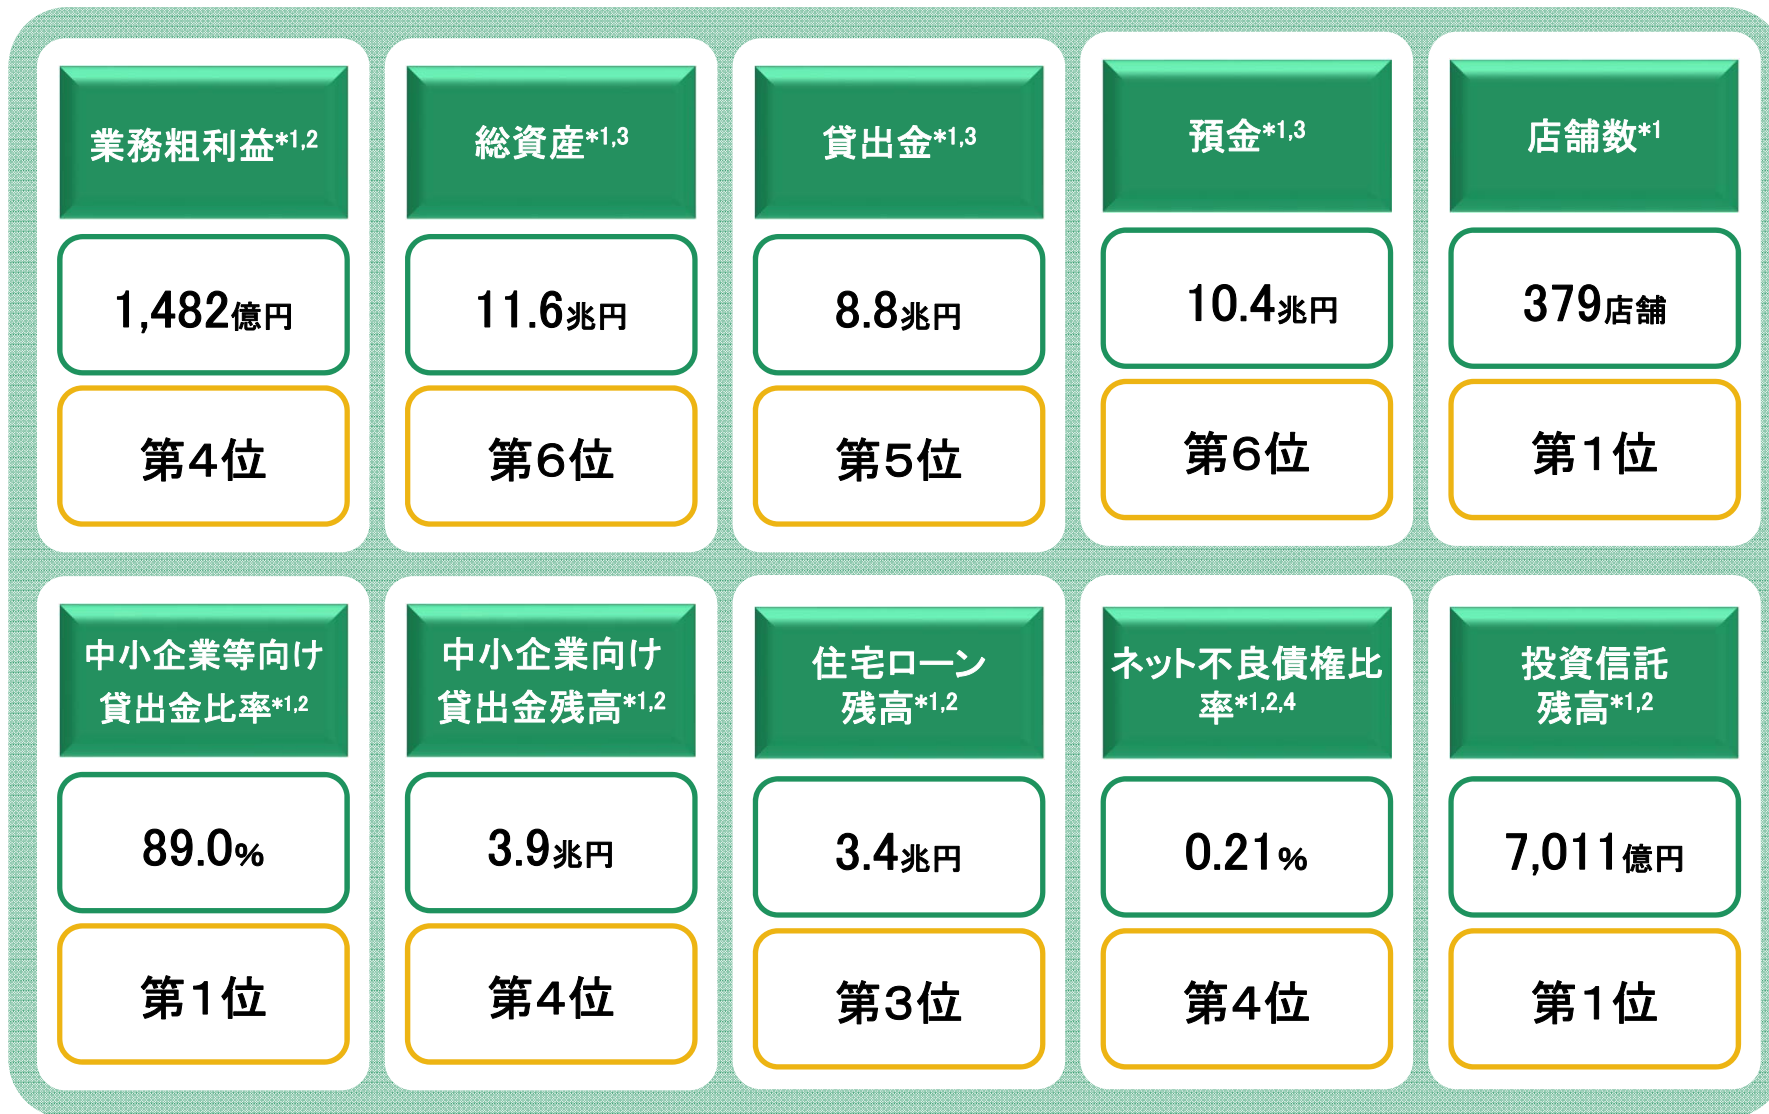 業務粗利益*1,2
総資産*1,3
貸出金*1,3
預金*1,3
店舗数*1
1,482億円
11.6兆円
8.8兆円
10.4兆円
379店舗
第4位
第6位
第5位
第6位
第1位
中小企業等向け
貸出金比率*1,2
中小企業向け
貸出金残高*1,2
住宅ローン
残高*1,2
ネット不良債権比
率*1,2,4
投資信託
残高*1,2
89.0%
3.9兆円
3.4兆円
0.21%
7,011億円
第1位
第4位
第3位
第4位
第1位